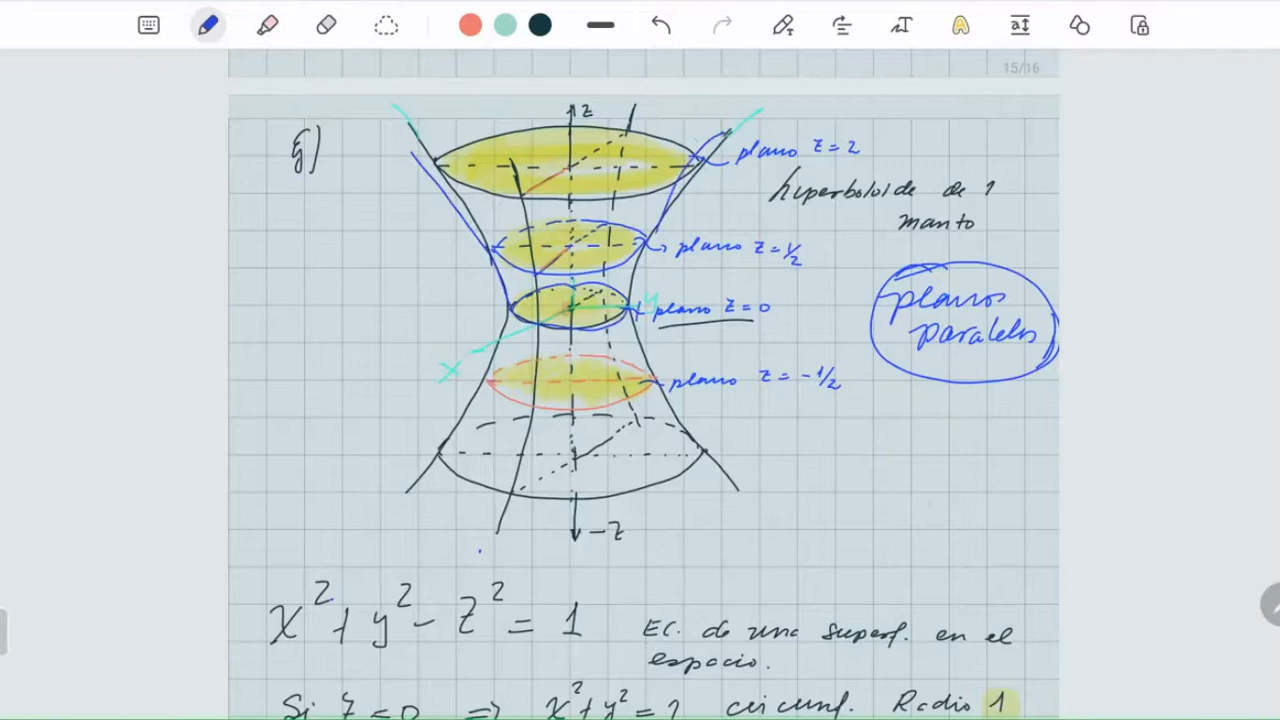 15/16
Ej)
z
plano z = 2
hiperboloide de 1
manto
plano z = 1/2
y
plano z = 0
planos
paralelos
x
plano z = -1/2
-z
x² + y² - z² = 1
Ec. de una superf. en el
espacio.
Si z = 0 ⇒ x² + y² = 1 circunf. Radio 1